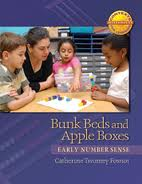 Bunk Beds and
Apple Boxes
EARLY NUMBER SENSE
Catherine Twomey Fosnot